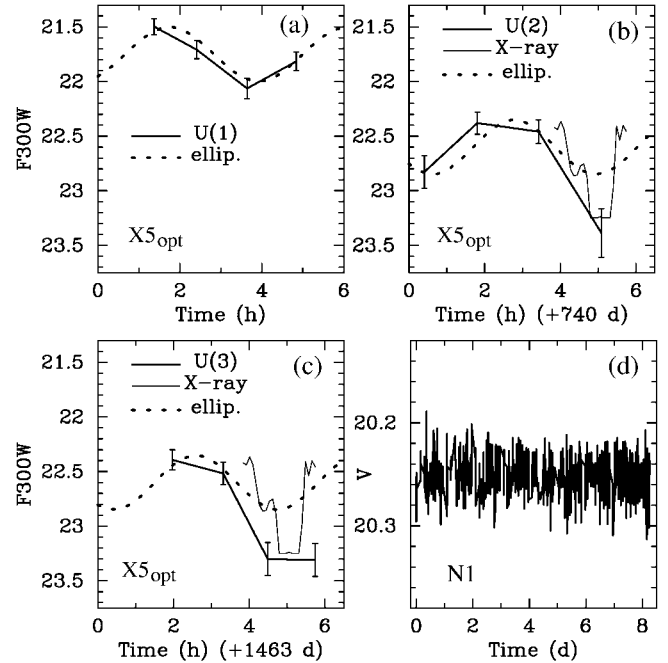 (a)
21.5
22
22.5
23
23.5
F300W
U(1)
ellip.
X5opt
0 2 4 6
Time (h)
(b)
U(2)
X-ray
ellip.
21.5
22
22.5
23
23.5
X5opt
0 2 4 6
Time (h) (+740 d)
(c)
U(3)
X-ray
ellip.
21.5
22
22.5
23
23.5
F300W
X5opt
0 2 4 6
Time (h) (+1463 d)
(d)
20.2
20.3
V
N1
0 2 4 6 8
Time (d)